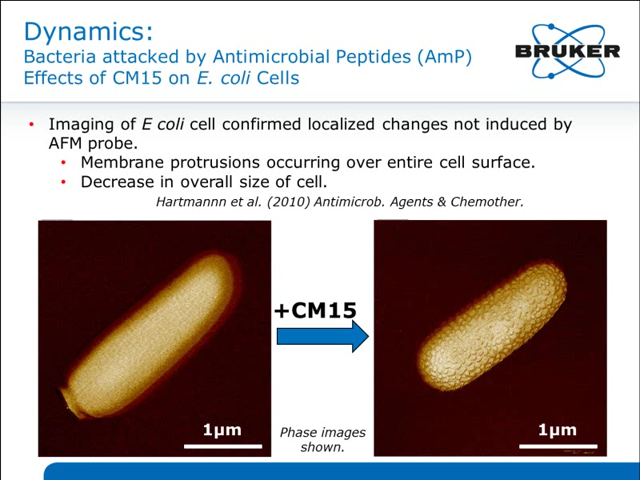 Dynamics:
Bacteria attacked by Antimicrobial Peptides (AmP)
Effects of CM15 on E. coli Cells
BRUKER
• Imaging of E coli cell confirmed localized changes not induced by
AFM probe.
• Membrane protrusions occurring over entire cell surface.
• Decrease in overall size of cell.
Hartmannn et al. (2010) Antimicrob. Agents & Chemother.
+CM15
1µm
Phase images
shown.
1µm